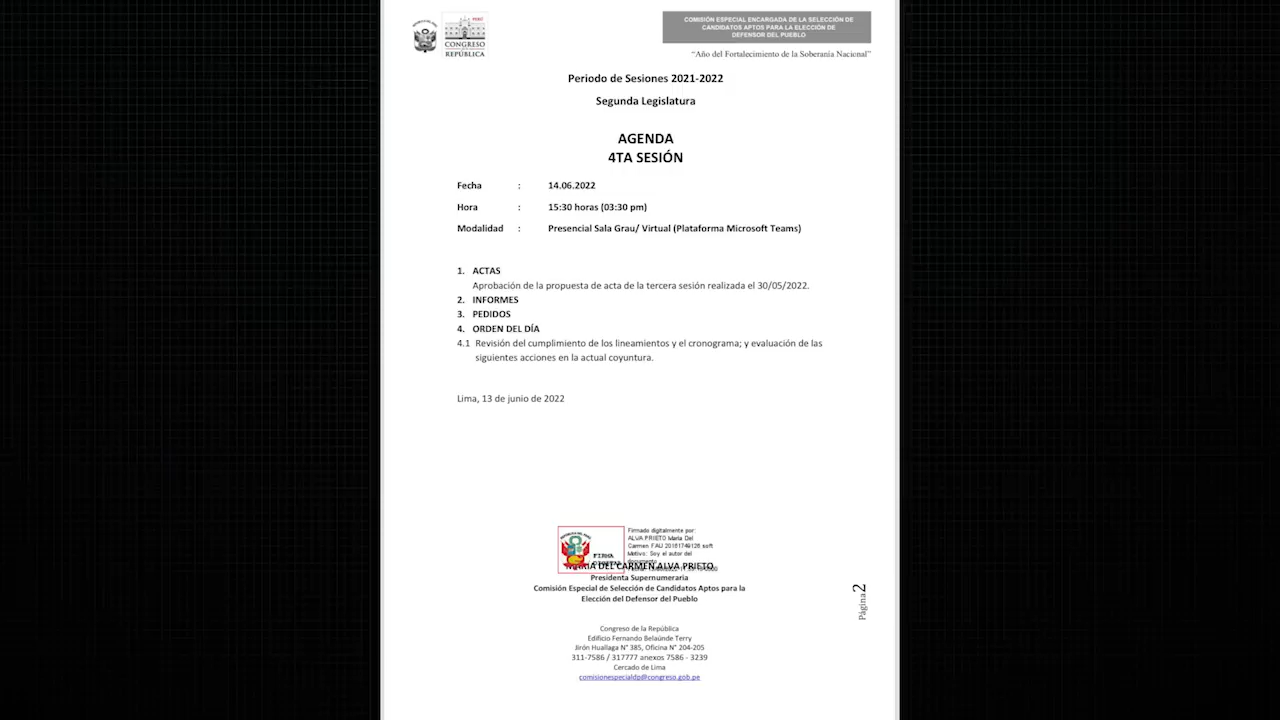 PERÚ
CONGRESO
REPÚBLICA
COMISIÓN ESPECIAL ENCARGADA DE LA SELECCIÓN DE
CANDIDATOS APTOS PARA LA ELECCIÓN DE
DEFENSOR DEL PUEBLO
“Año del Fortalecimiento de la Soberanía Nacional”
Periodo de Sesiones 2021-2022
Segunda Legislatura
AGENDA
4TA SESIÓN
Fecha : 14.06.2022
Hora : 15:30 horas (03:30 pm)
Modalidad : Presencial Sala Grau/ Virtual (Plataforma Microsoft Teams)
1. ACTAS
Aprobación de la propuesta de acta de la tercera sesión realizada el 30/05/2022.
2. INFORMES
3. PEDIDOS
4. ORDEN DEL DÍA
4.1 Revisión del cumplimiento de los lineamientos y el cronograma; y evaluación de las
siguientes acciones en la actual coyuntura.
Lima, 13 de junio de 2022
FIRMA
Firmado digitalmente por:
ALVA PRIETO Maria Del
Carmen FAU 20161749126 soft
Motivo: Soy el autor del
documento
MARIA DEL CARMEN ALVA PRIETO
Presidenta Supernumeraria
Comisión Especial de Selección de Candidatos Aptos para la
Elección del Defensor del Pueblo
Página 2
Congreso de la República
Edificio Fernando Belaúnde Terry
Jirón Huallaga N° 385, Oficina N° 204-205
311-7586 / 317777 anexos 7586 - 3239
Cercado de Lima
comisionespecialdp@congreso.gob.pe